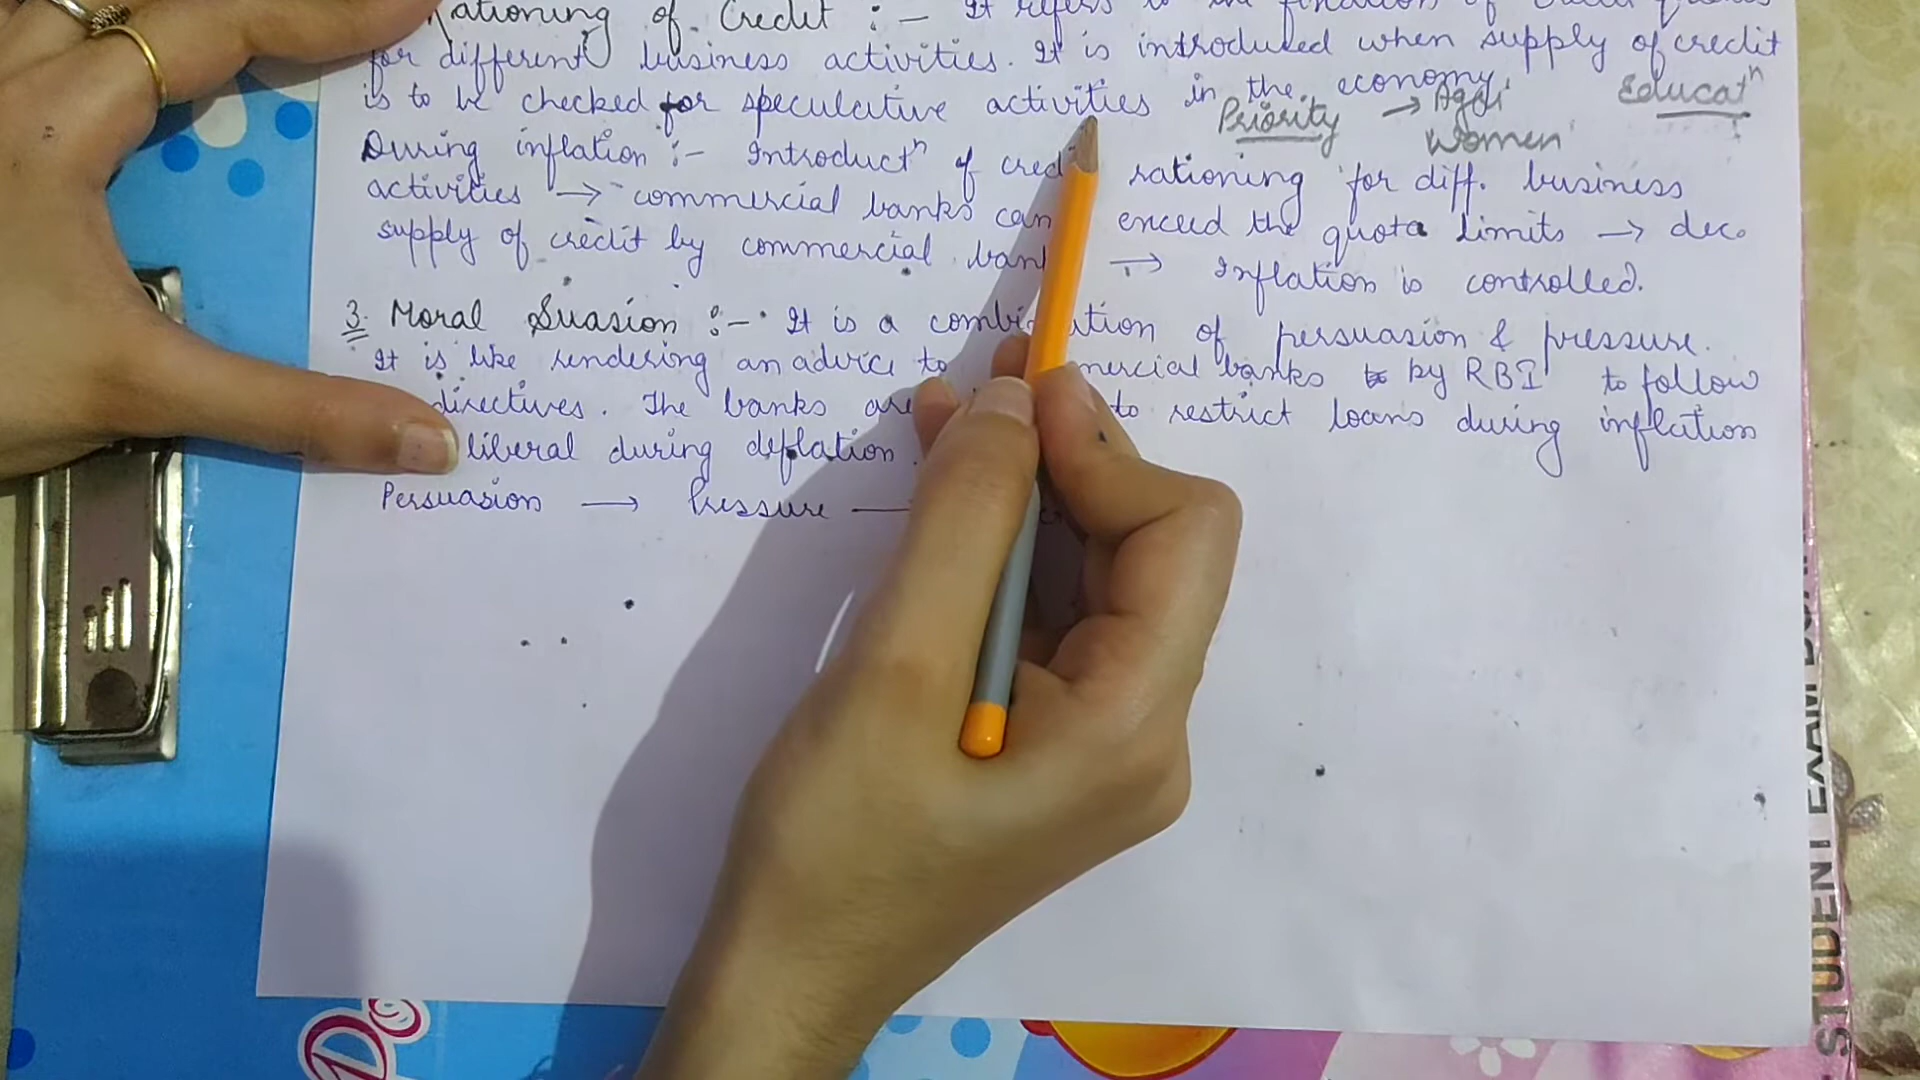 Rationing of Credit :- It refers to the fixation of credit quotas
for different business activities. It is introduced when supply of credit
is to be checked for speculative activities in the economy.
Priority → Agri Educatⁿ
Women
During inflation :- Introductⁿ of rationing for diff. business
activities → commercial banks can exceed the quota limits → dec.
supply of credit by commercial → Inflation is controlled.
3. Moral Suasion :- It is a of persuasion & pressure.
It is like rendering an advice to banks by RBI to follow
directives. The banks are to restrict loans during inflation
liberal during deflation.
Persuasion → Pressure
STUDENT EXAM